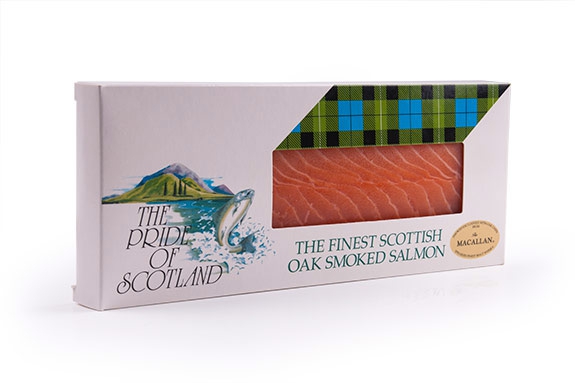 THE
PRIDE
OF
SCOTLAND
THE FINEST SCOTTISH
OAK SMOKED SALMON
The
MACALLAN.